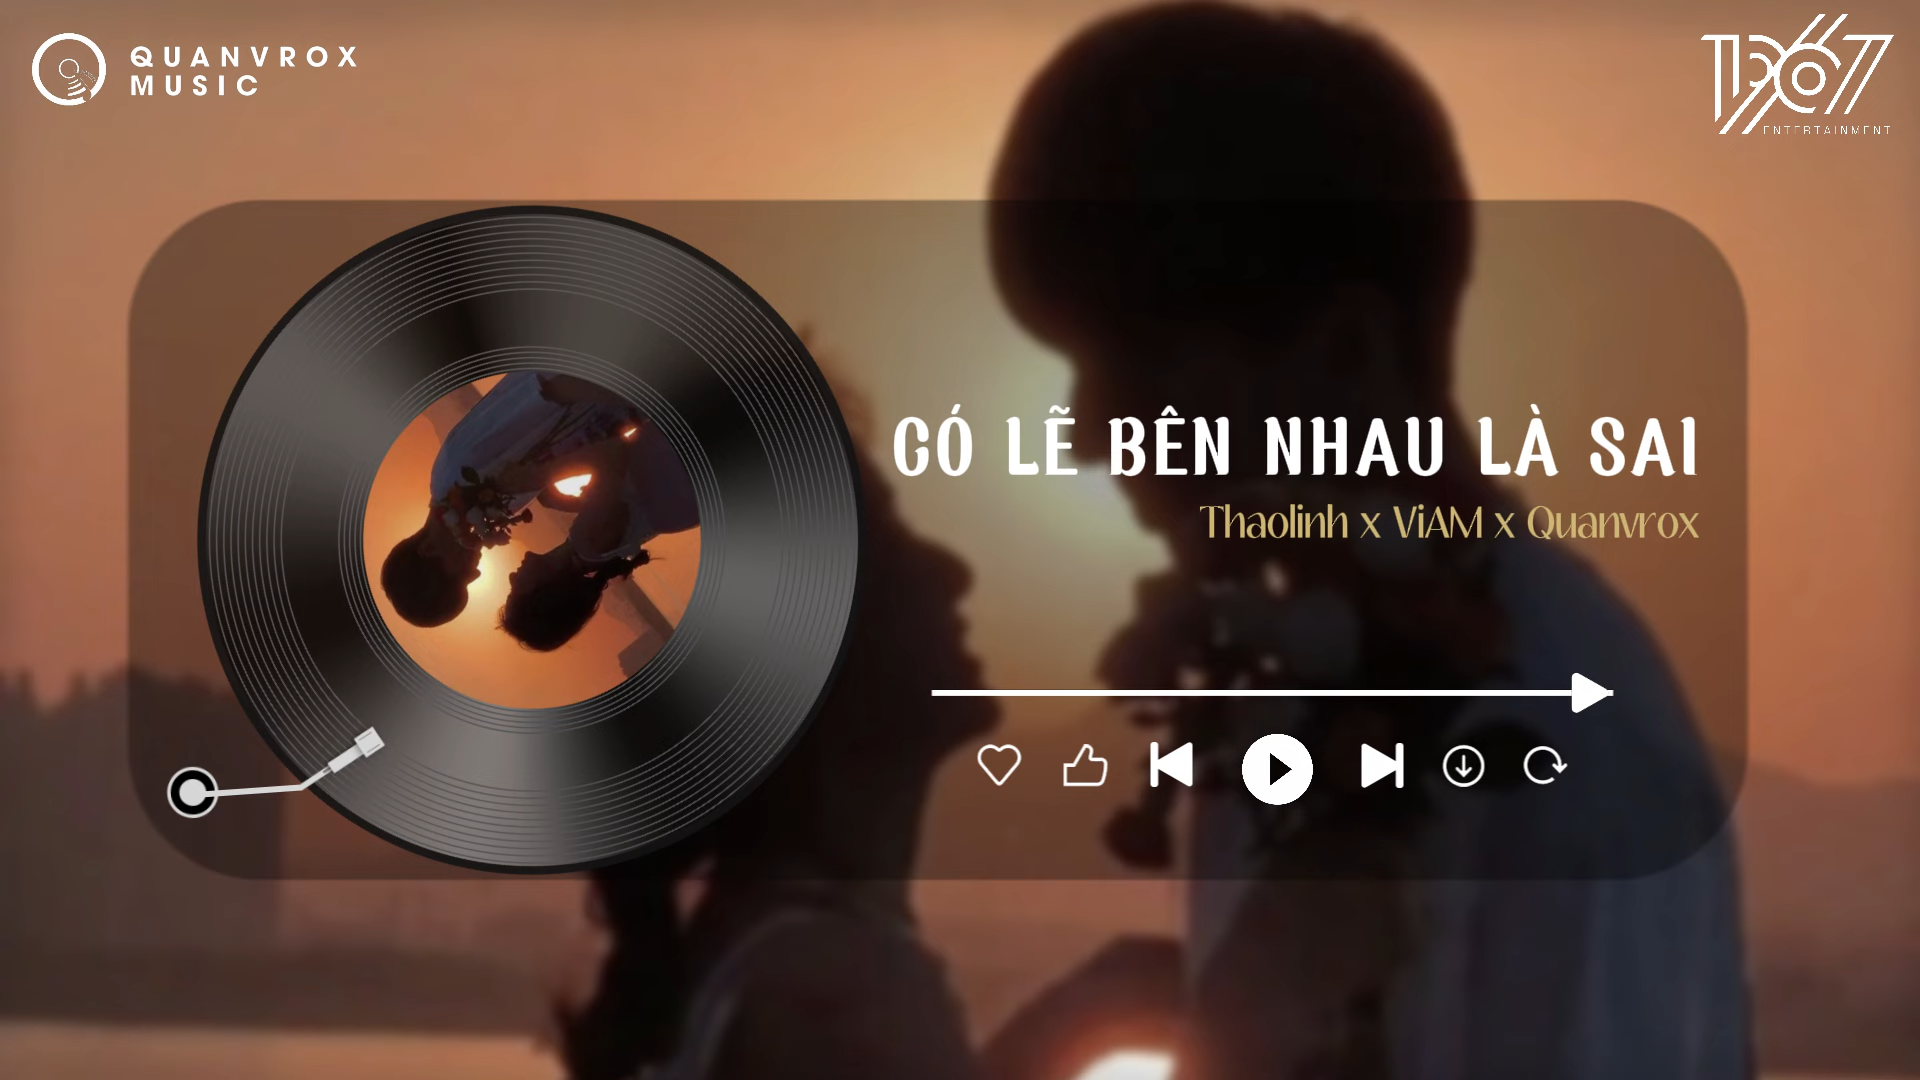 QUANVROX
MUSIC
1967
ENTERTAINMENT
CÓ LẼ BÊN NHAU LÀ SAI
Thaolinh x ViAM x Quanvrox